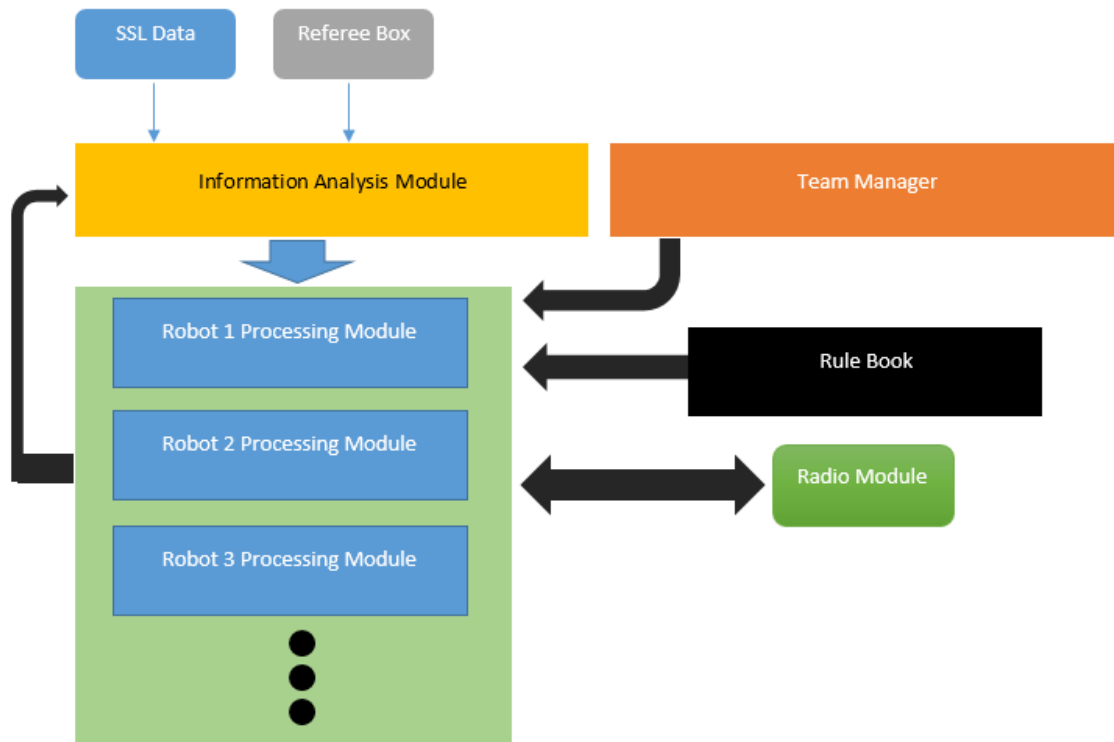 SSL Data
Referee Box
Information Analysis Module
Team Manager
Robot 1 Processing Module
Rule Book
Robot 2 Processing Module
Radio Module
Robot 3 Processing Module